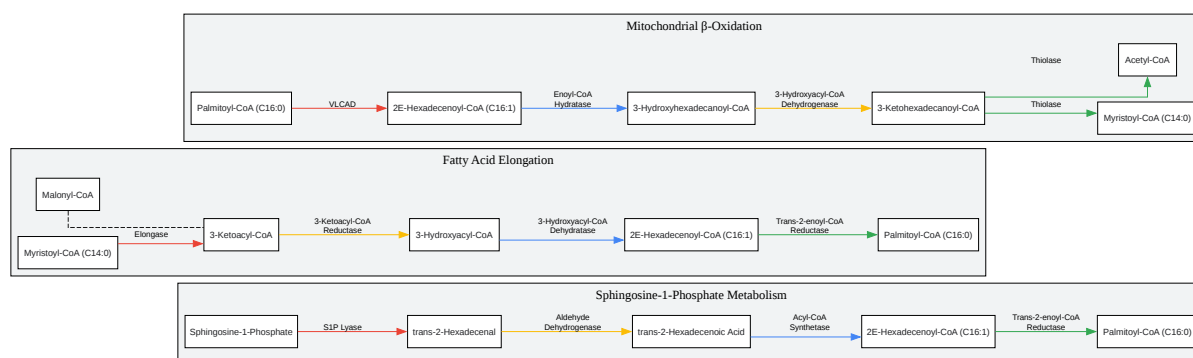 Mitochondrial β-Oxidation
Thiolase
Acetyl-CoA
Palmitoyl-CoA (C16:0)
VLCAD
2E-Hexadecenoyl-CoA (C16:1)
Enoyl-CoA
Hydratase
3-Hydroxyhexadecanoyl-CoA
3-Hydroxyacyl-CoA
Dehydrogenase
3-Ketohexadecanoyl-CoA
Thiolase
Myristoyl-CoA (C14:0)
Fatty Acid Elongation
Malonyl-CoA
Myristoyl-CoA (C14:0)
Elongase
3-Ketoacyl-CoA
3-Ketoacyl-CoA
Reductase
3-Hydroxyacyl-CoA
3-Hydroxyacyl-CoA
Dehydratase
2E-Hexadecenoyl-CoA (C16:1)
Trans-2-enoyl-CoA
Reductase
Palmitoyl-CoA (C16:0)
Sphingosine-1-Phosphate Metabolism
Sphingosine-1-Phosphate
S1P Lyase
trans-2-Hexadecenal
Aldehyde
Dehydrogenase
trans-2-Hexadecenoic Acid
Acyl-CoA
Synthetase
2E-Hexadecenoyl-CoA (C16:1)
Trans-2-enoyl-CoA
Reductase
Palmitoyl-CoA (C16:0)